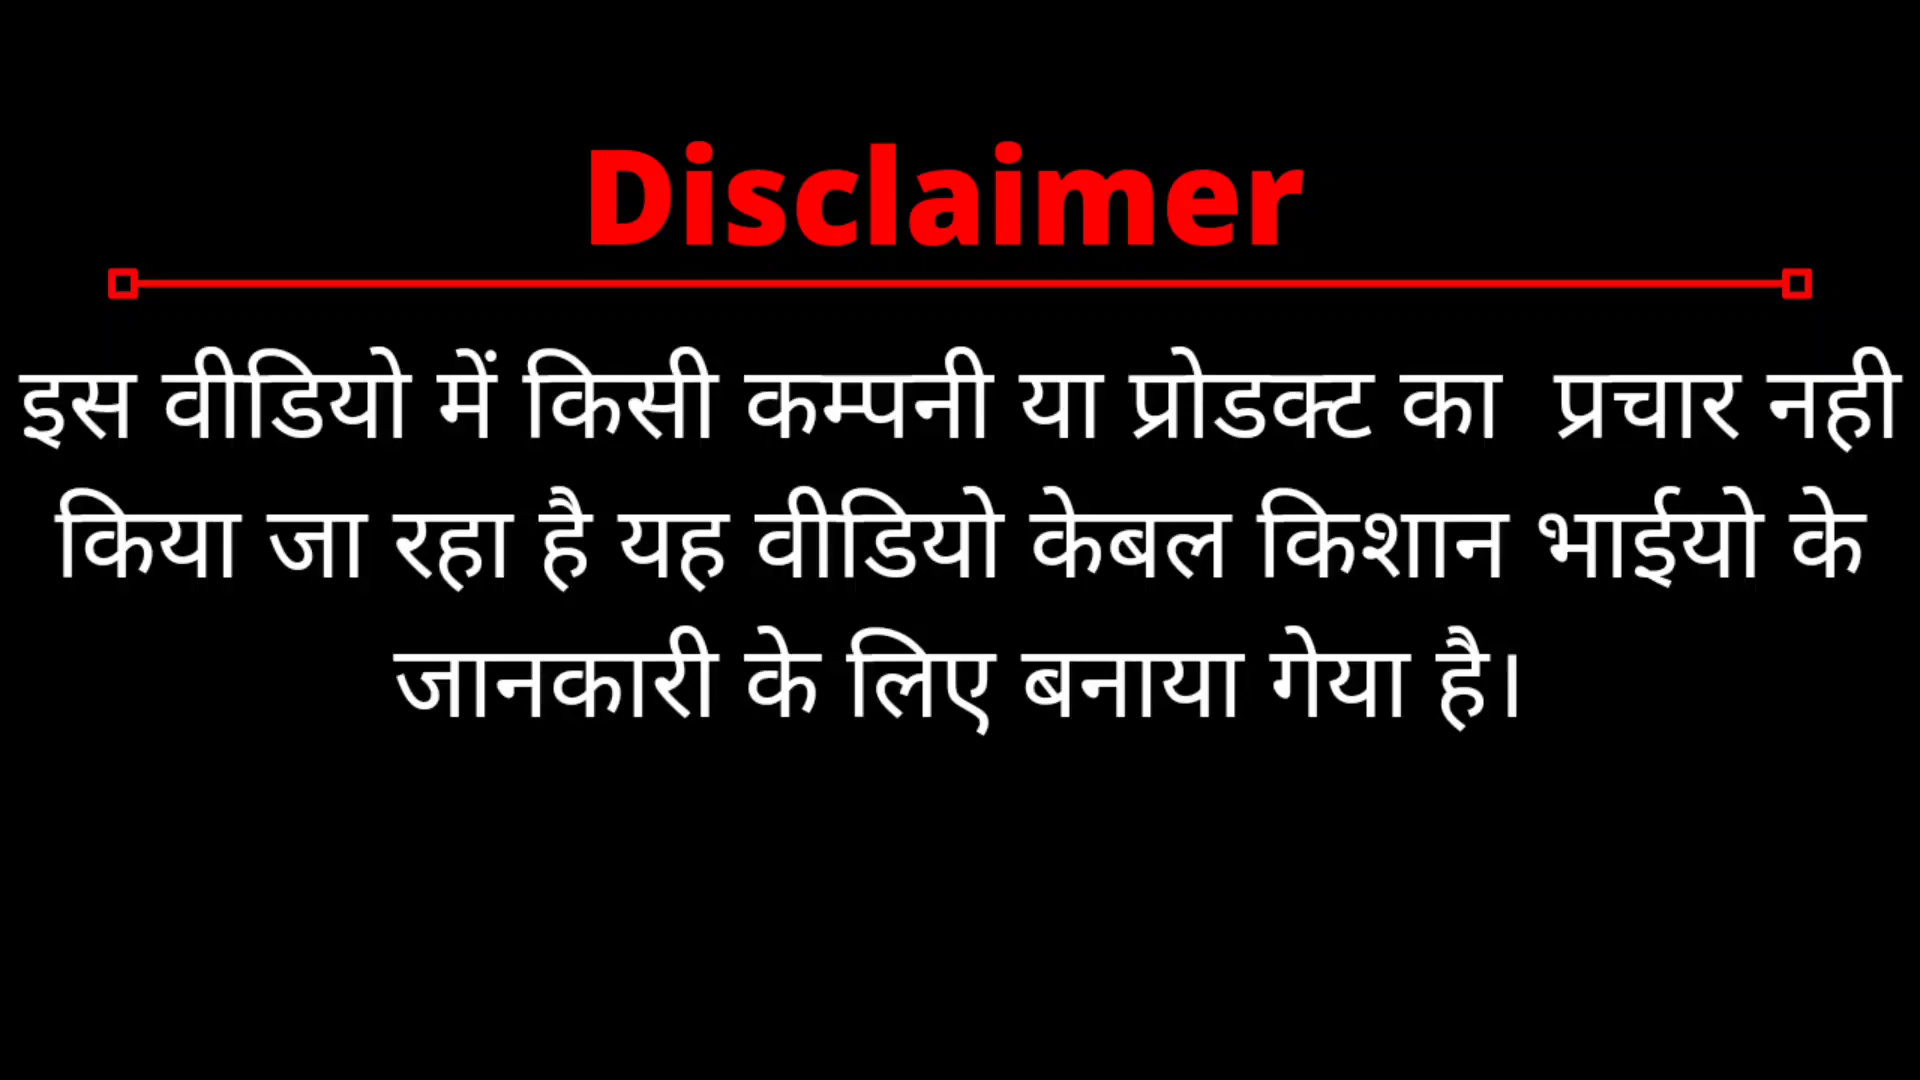 Disclaimer
इस वीडियो में किसी कम्पनी या प्रोडक्ट का प्रचार नही
किया जा रहा है यह वीडियो केबल किशान भाईयो के
जानकारी के लिए बनाया गेया है।